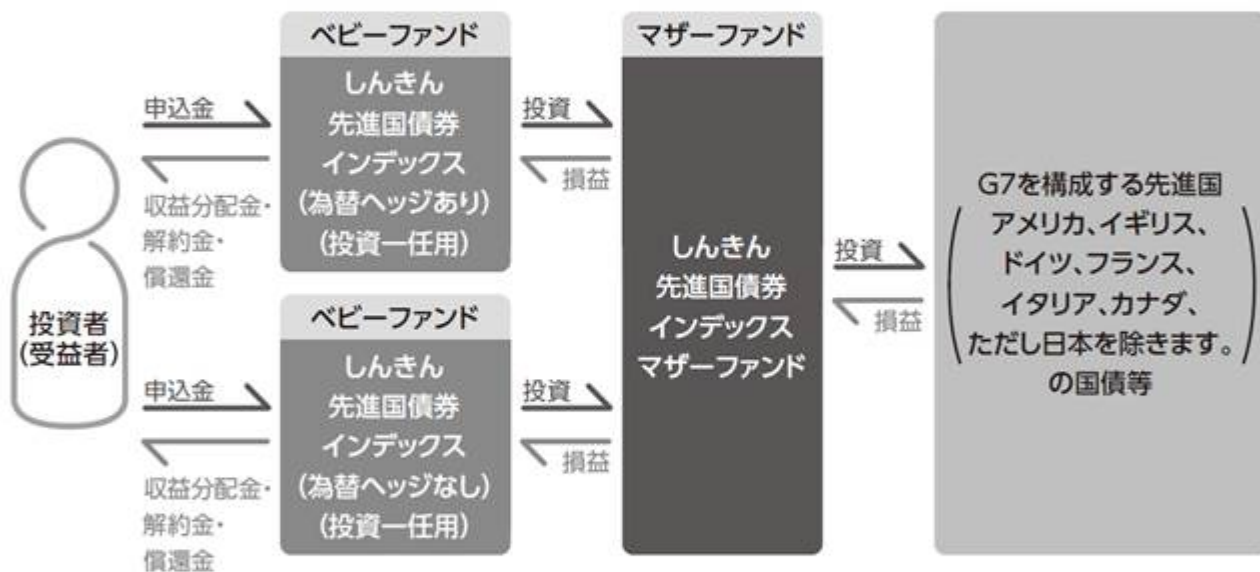 投資者
(受益者)
申込金
収益分配金・
解約金・
償還金
ベビーファンド
しんきん
先進国債券
インデックス
(為替ヘッジあり)
(投資一任用)
投資
損益
申込金
収益分配金・
解約金・
償還金
ベビーファンド
しんきん
先進国債券
インデックス
(為替ヘッジなし)
(投資一任用)
投資
損益
マザーファンド
しんきん
先進国債券
インデックス
マザーファンド
投資
損益
G7を構成する先進国
アメリカ、イギリス、
ドイツ、フランス、
イタリア、カナダ、
ただし日本を除きます。
の国債等